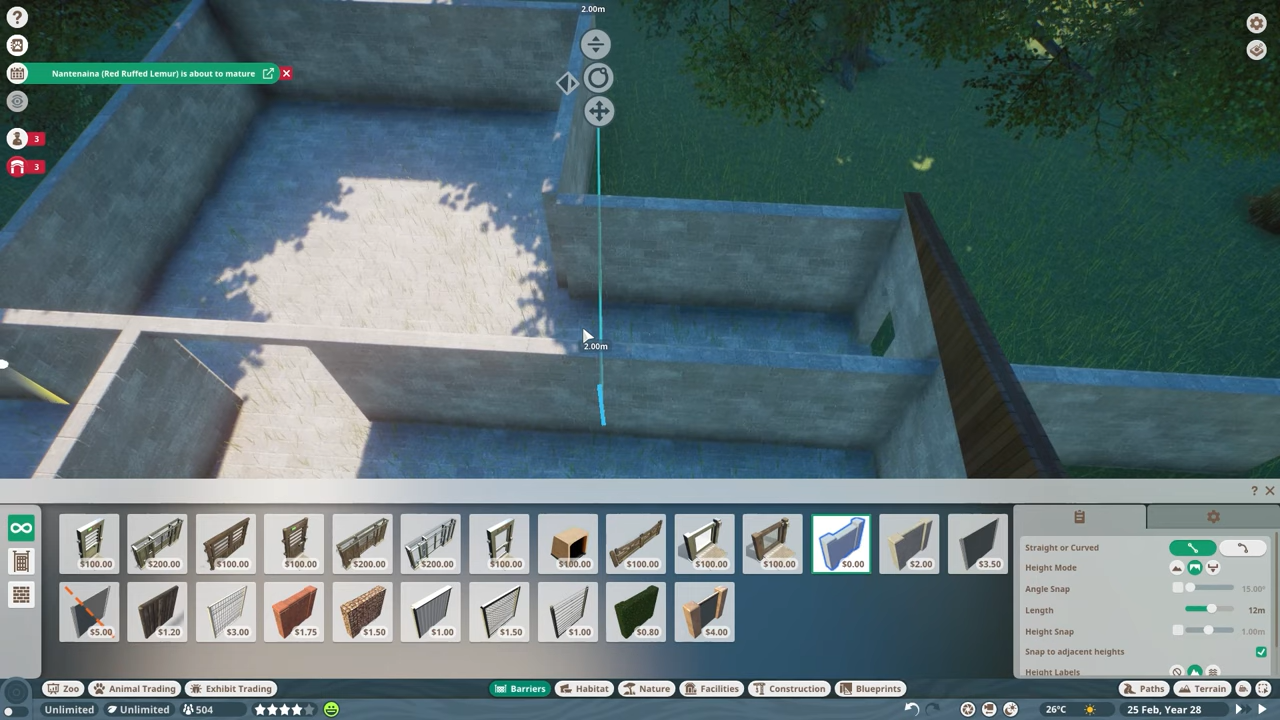 2.00m
Nantenaina (Red Ruffed Lemur) is about to mature
3
3
2.00m
$100.00 $200.00 $100.00 $100.00 $200.00 $200.00 $100.00 $100.00 $100.00 $100.00 $100.00 $0.00 $2.00 $3.50
$5.00 $1.20 $3.00 $1.75 $1.50 $1.00 $1.50 $1.00 $0.80 $4.00
Straight or Curved
Height Mode
Angle Snap 15.00°
Length 12m
Height Snap 1.00m
Snap to adjacent heights
Height Labels
Zoo Animal Trading Exhibit Trading Barriers Habitat Nature Facilities Construction Blueprints Paths Terrain
Unlimited Unlimited 504 26°C 25 Feb, Year 28